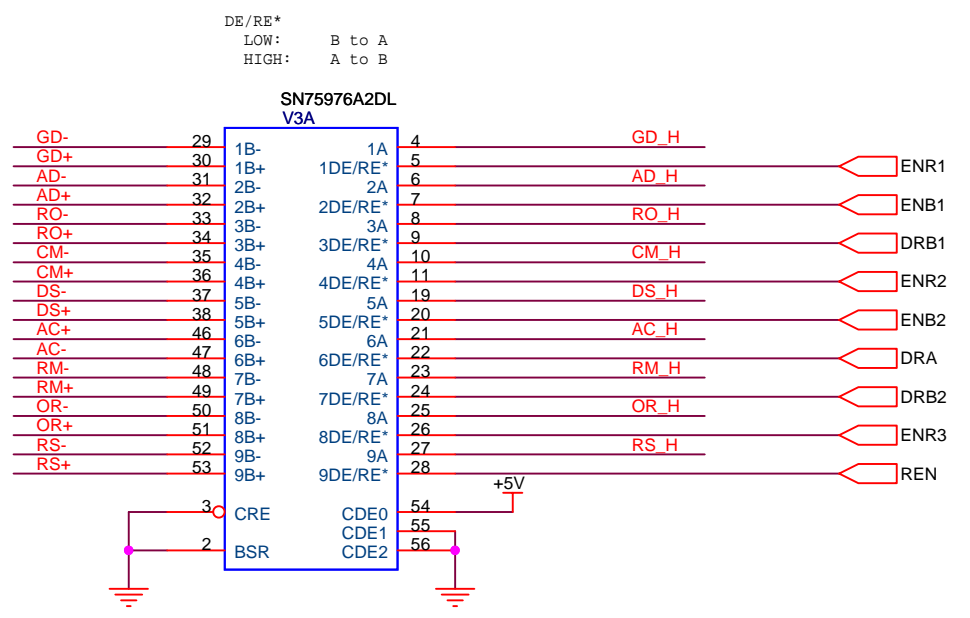 DE/RE*
LOW: B to A
HIGH: A to B
SN75976A2DL
V3A
GD- 29 1B- 1A 4 GD_H
GD+ 30 1B+ 1DE/RE* 5 ENR1
AD- 31 2B- 2A 6 AD_H
AD+ 32 2B+ 2DE/RE* 7 ENB1
RO- 33 3B- 3A 8 RO_H
RO+ 34 3B+ 3DE/RE* 9 DRB1
CM- 35 4B- 4A 10 CM_H
CM+ 36 4B+ 4DE/RE* 11 ENR2
DS- 37 5B- 5A 19 DS_H
DS+ 38 5B+ 5DE/RE* 20 ENB2
AC+ 46 6B- 6A 21 AC_H
AC- 47 6B+ 6DE/RE* 22 DRA
RM- 48 7B- 7A 23 RM_H
RM+ 49 7B+ 7DE/RE* 24 DRB2
OR- 50 8B- 8A 25 OR_H
OR+ 51 8B+ 8DE/RE* 26 ENR3
RS- 52 9B- 9A 27 RS_H
RS+ 53 9B+ 9DE/RE* 28 REN
+5V
3 CRE CDE0 54
CDE1 55
2 BSR CDE2 56